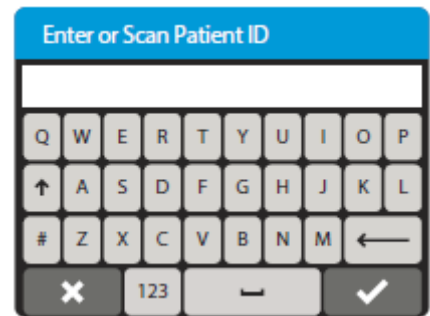 Enter or Scan Patient ID
Q W E R T Y U I O P
↑ A S D F G H J K L
# Z X C V B N M ←
✖ 123 ⎵ ✔